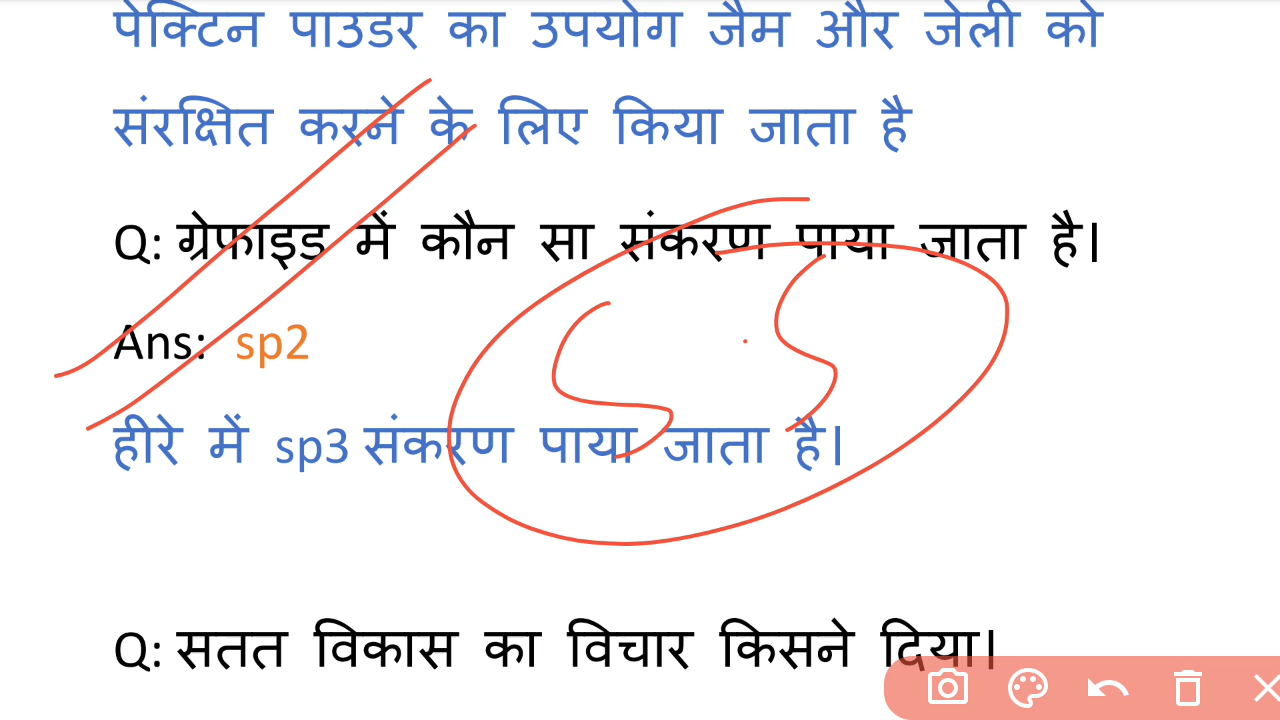 पेक्टिन पाउडर का उपयोग जैम और जेली को
संरक्षित करने के लिए किया जाता है
Q: ग्रेफाइड में कौन सा संकरण पाया जाता है।
Ans: sp2
हीरे में sp3 संकरण पाया जाता है।
Q: सतत विकास का विचार किसने दिया।